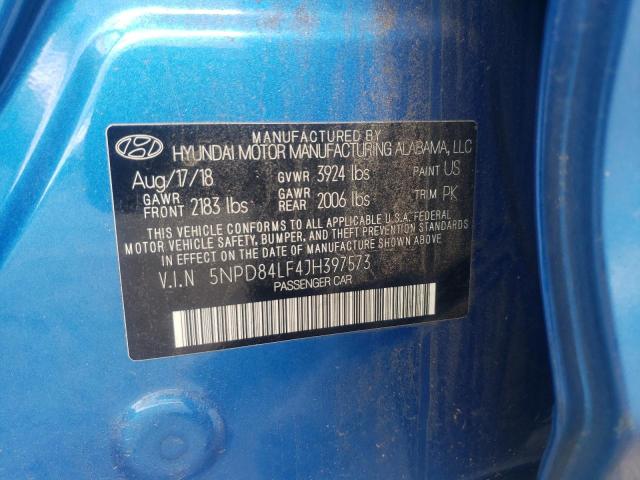 MANUFACTURED BY
HYUNDAI MOTOR MANUFACTURING ALABAMA, LLC
Aug/17/18 GVWR 3924 lbs PAINT US
GAWR FRONT 2183 lbs GAWR REAR 2006 lbs TRIM PK
THIS VEHICLE CONFORMS TO ALL APPLICABLE U.S.A. FEDERAL
MOTOR VEHICLE SAFETY, BUMPER, AND THEFT PREVENTION STANDARDS
IN EFFECT ON THE DATE OF MANUFACTURE SHOWN ABOVE.
V.I.N 5NPD84LF4JH397573
PASSENGER CAR